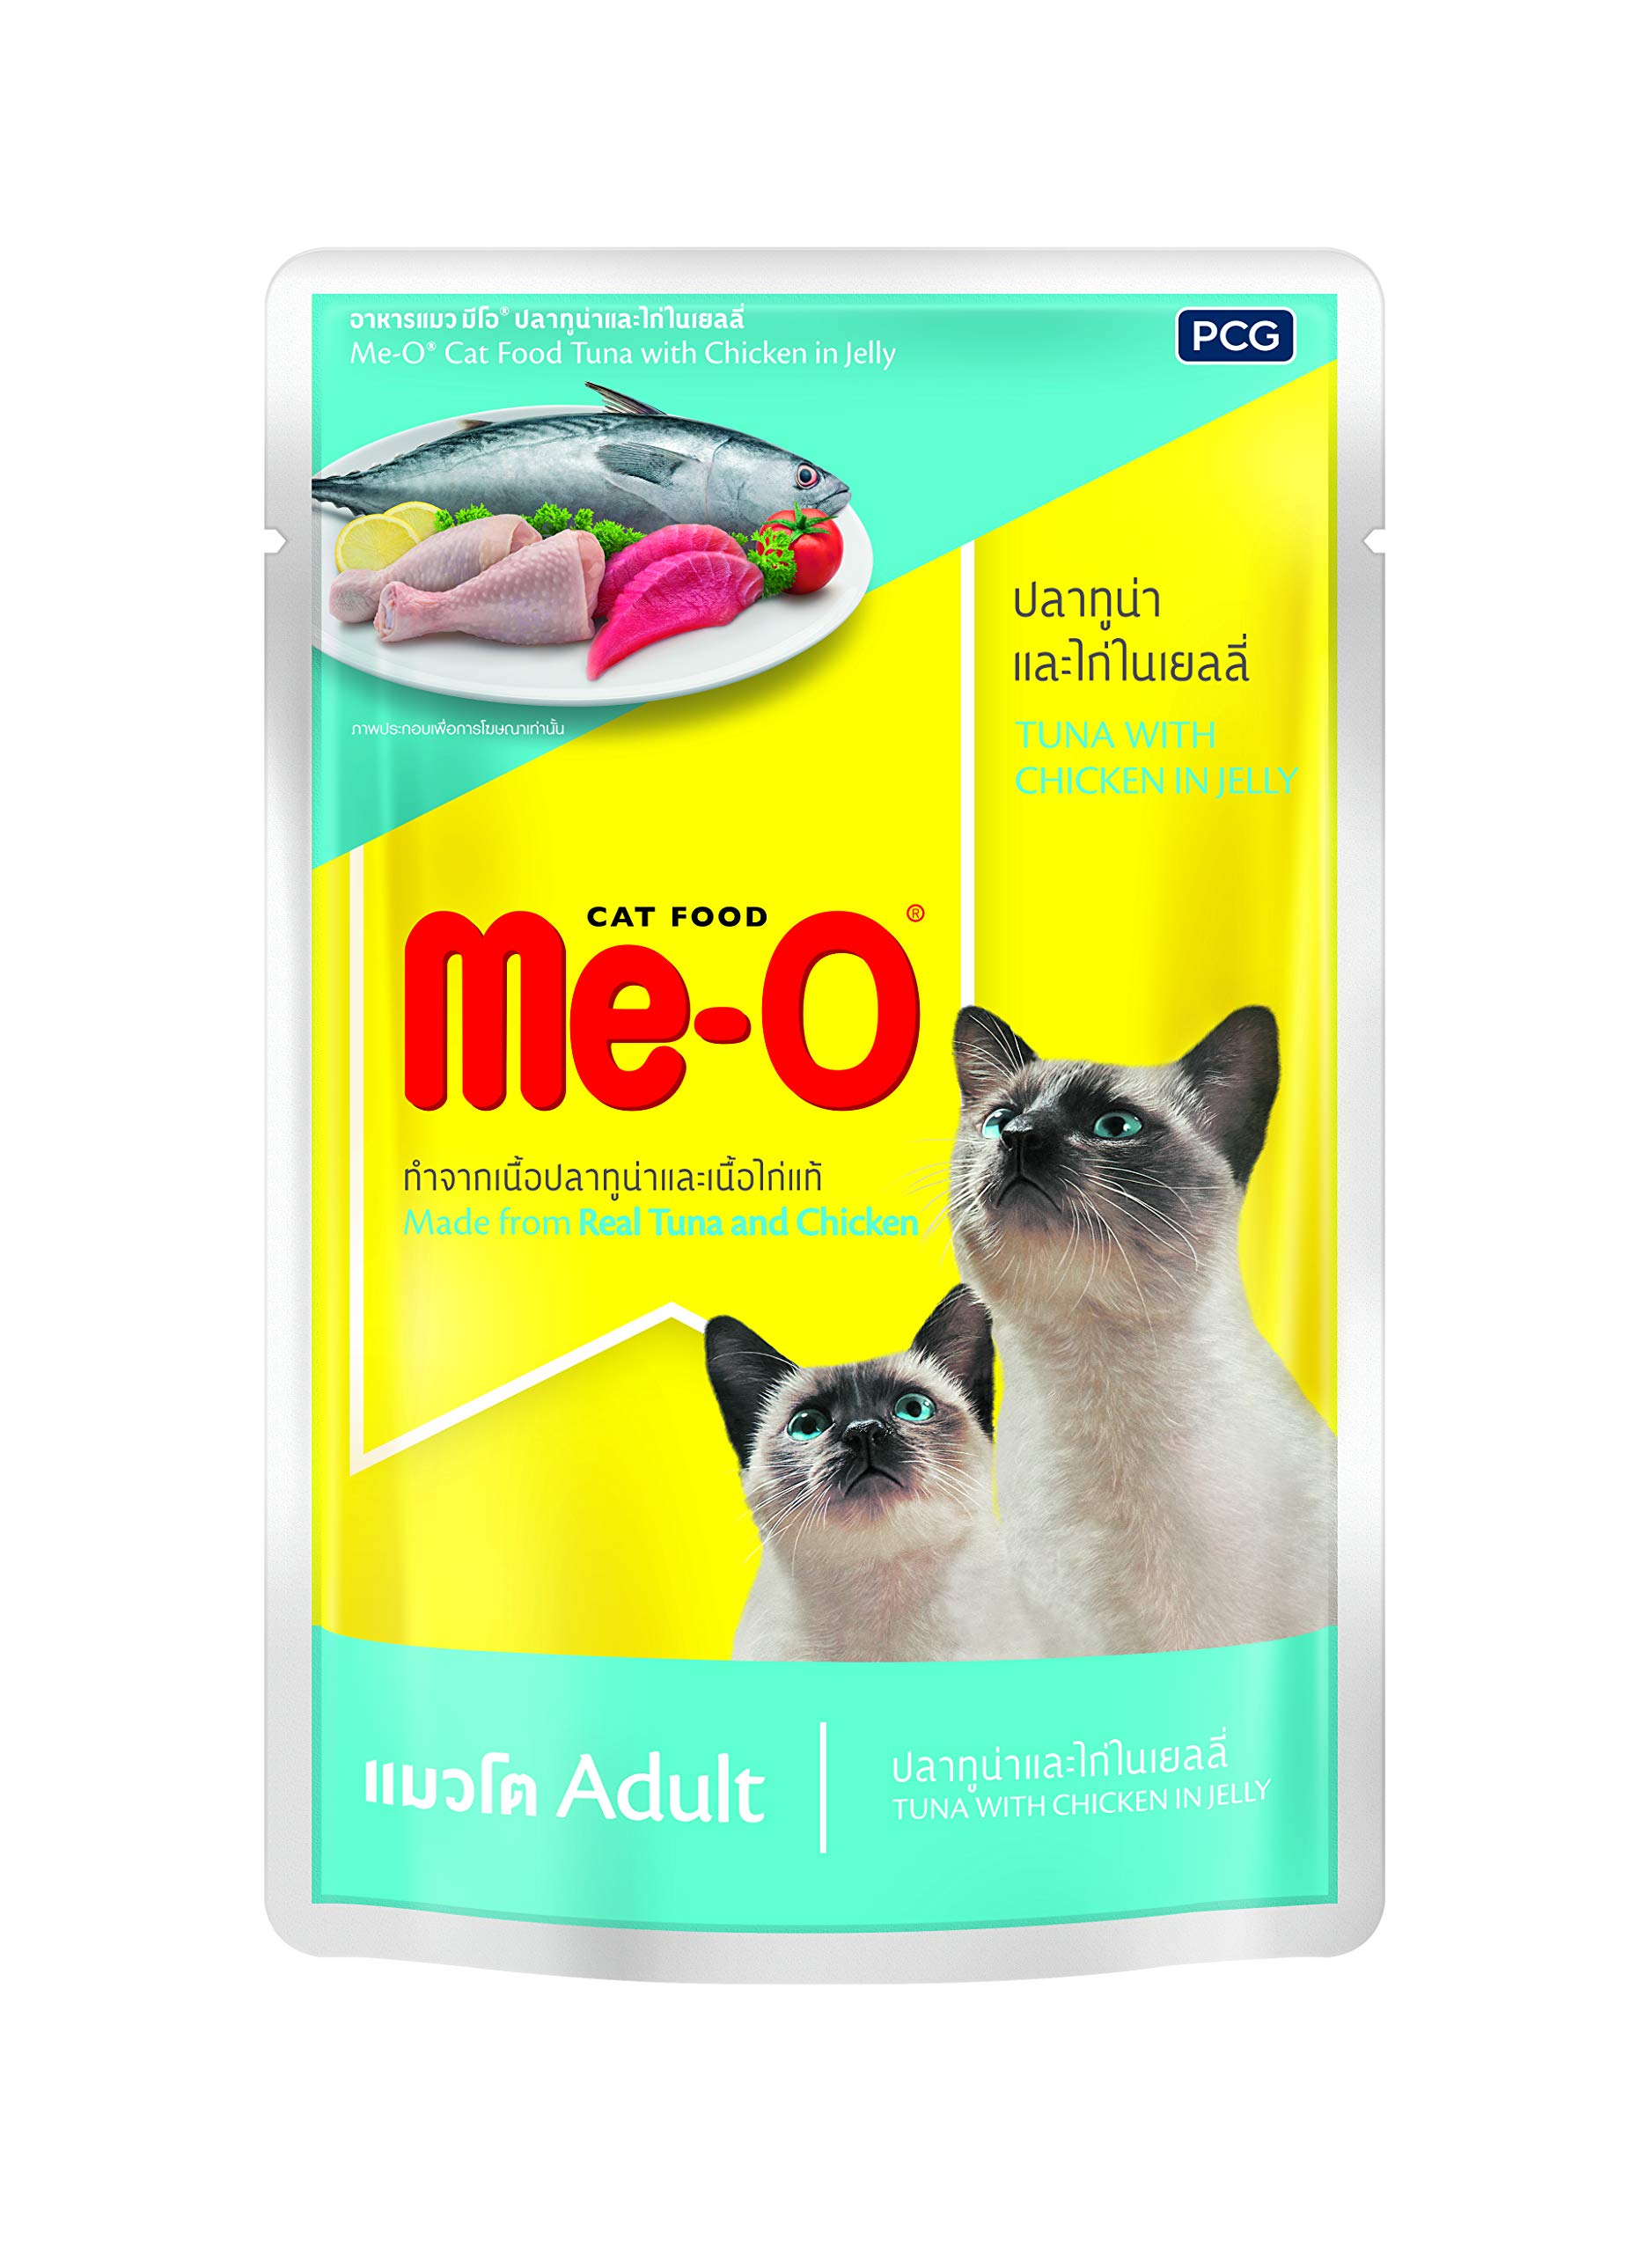 อาหารแมว มีโอ® ปลาทูน่าและไก่ในเยลลี่
Me-O® Cat Food Tuna with Chicken in Jelly
PCG
ปลาทูน่า
และไก่ในเยลลี่
TUNA WITH
CHICKEN IN JELLY
ภาพประกอบเพื่อการโฆษณาเท่านั้น
CAT FOOD
Me-O®
ทำจากเนื้อปลาทูน่าและเนื้อไก่แท้
Made from Real Tuna and Chicken
แมวโต Adult
ปลาทูน่าและไก่ในเยลลี่
TUNA WITH CHICKEN IN JELLY